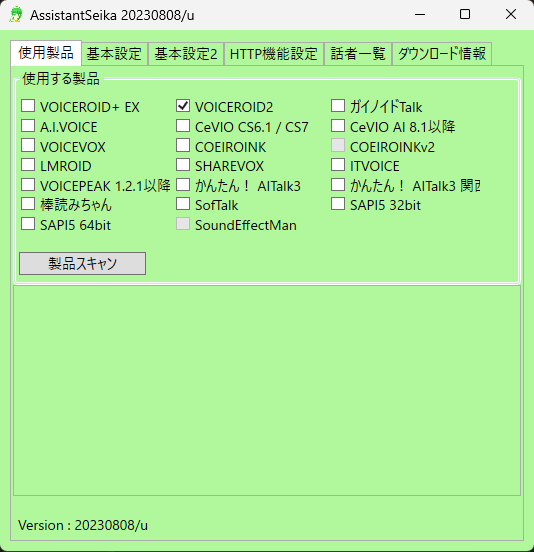 AssistantSeika 20230808/u
使用製品 基本設定 基本設定2 HTTP機能設定 話者一覧 ダウンロード情報
使用する製品
VOICEROID+ EX VOICEROID2 ガイノイドTalk
A.I.VOICE CeVIO CS6.1 / CS7 CeVIO AI 8.1以降
VOICEVOX COEIROINK COEIROINKv2
LMROID SHAREVOX ITVOICE
VOICEPEAK 1.2.1以降 かんたん！ AITalk3 かんたん！ AITalk3 関西
棒読みちゃん SofTalk SAPI5 32bit
SAPI5 64bit SoundEffectMan
製品スキャン
Version : 20230808/u